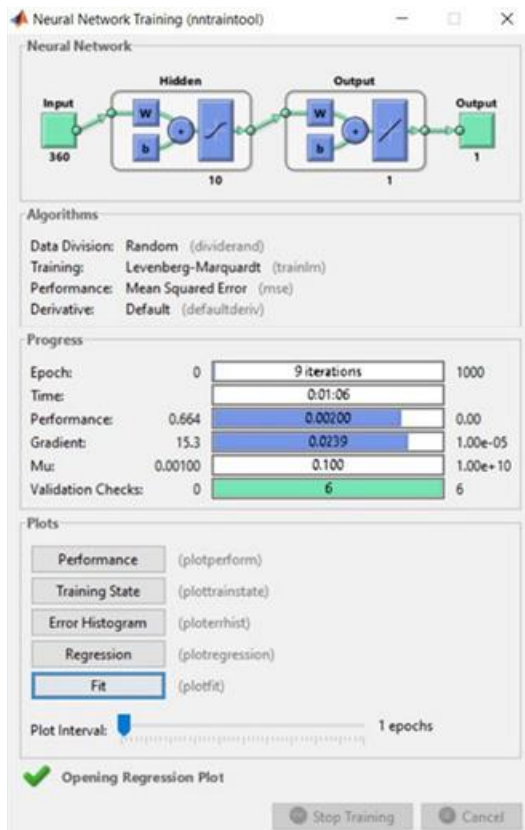 Neural Network Training (nntraintool)
Neural Network
Hidden Output
Input Output
W W
b b
360 10 1 1
Algorithms
Data Division: Random (dividerand)
Training: Levenberg-Marquardt (trainlm)
Performance: Mean Squared Error (mse)
Derivative: Default (defaultderiv)
Progress
Epoch: 0 9 iterations 1000
Time: 0:01:06
Performance: 0.664 0.00200 0.00
Gradient: 15.3 0.0239 1.00e-05
Mu: 0.00100 0.100 1.00e+10
Validation Checks: 0 6 6
Plots
Performance (plotperform)
Training State (plottrainstate)
Error Histogram (ploterrhist)
Regression (plotregression)
Fit (plotfit)
Plot Interval: 1 epochs
Opening Regression Plot
Stop Training Cancel